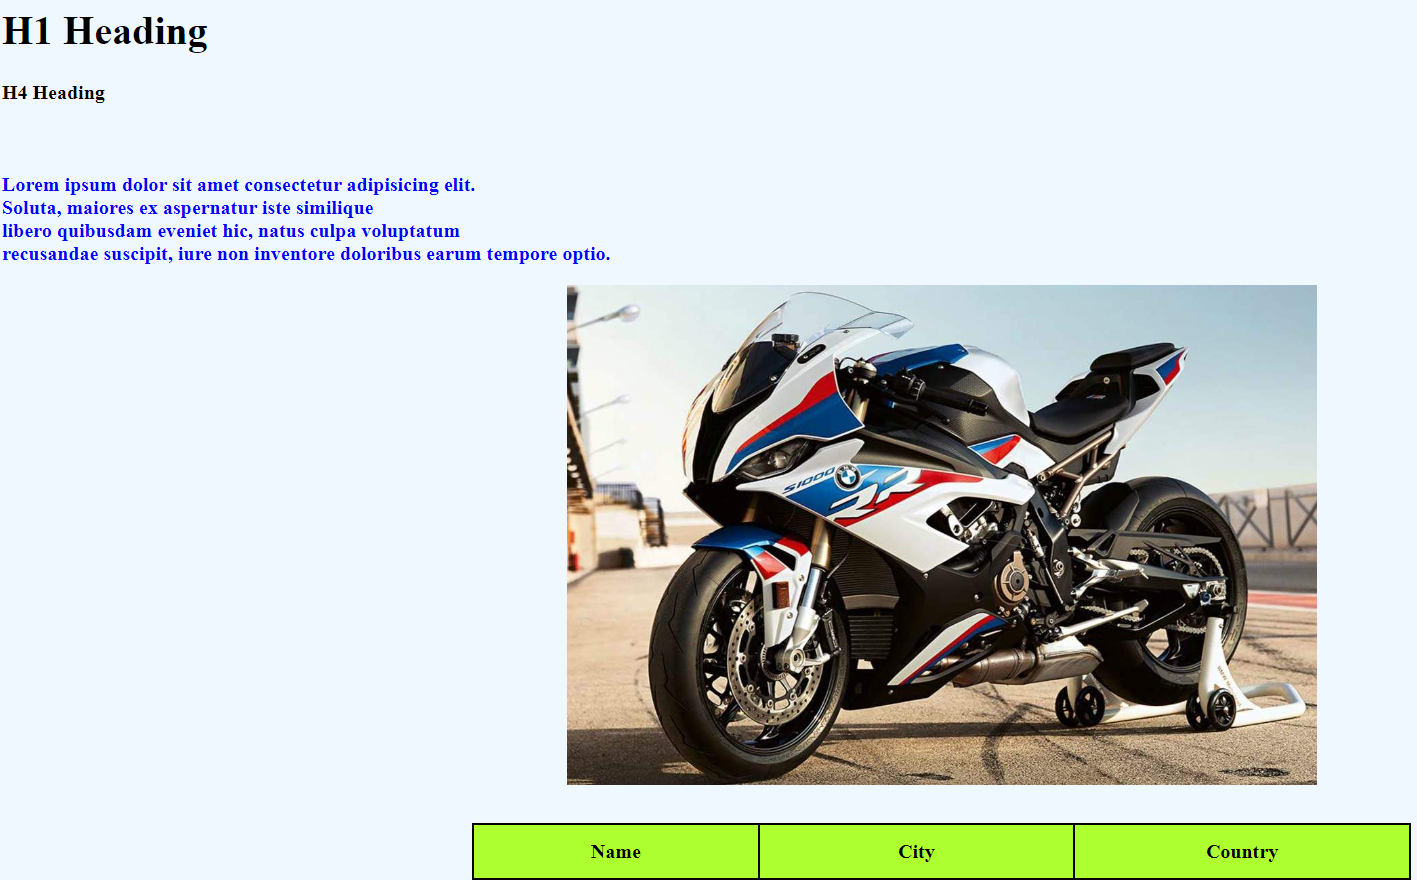 H1 Heading
H4 Heading
Lorem ipsum dolor sit amet consectetur adipisicing elit.
Soluta, maiores ex aspernatur iste similique
libero quibusdam eveniet hic, natus culpa voluptatum
recusandae suscipit, iure non inventore doloribus earum tempore optio.
S1000
RR
Name City Country